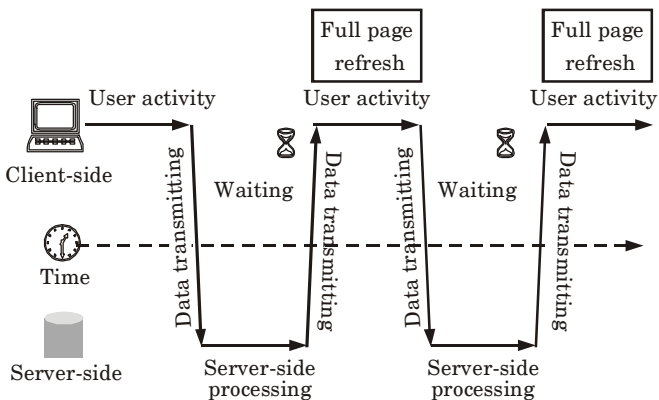 Full page
refresh
Full page
refresh
User activity
User activity
User activity
Client-side
Data transmitting
Waiting
Data transmitting
Data transmitting
Waiting
Data transmitting
Time
Server-side
Server-side
processing
Server-side
processing